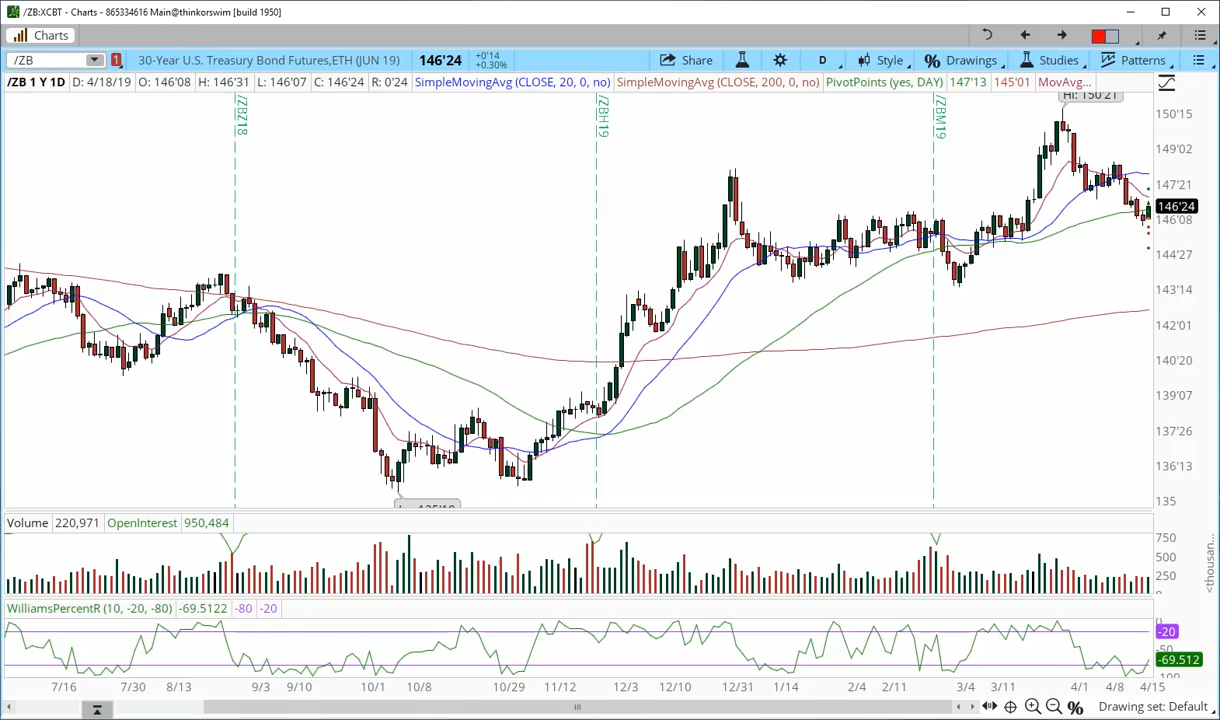 /ZB:XCBT - Charts - 865334616 Main@thinkorswim [build 1950]
Charts
/ZB 1 30-Year U.S. Treasury Bond Futures,ETH (JUN 19) 146'24 +0'14 +0.30% Share D Style Drawings Studies Patterns
/ZB 1 Y 1D D: 4/18/19 O: 146'08 H: 146'31 L: 146'07 C: 146'24 R: 0'24 SimpleMovingAvg (CLOSE, 20, 0, no) SimpleMovingAvg (CLOSE, 200, 0, no) PivotPoints (yes, DAY) 147'13 145'01 MovAvg...
/ZBZ18
/ZBH19
/ZBM19
Hi: 150'21
150'15
149'02
147'21
146'24
146'08
144'27
143'14
142'01
140'20
139'07
137'26
136'13
135
Volume 220,971 OpenInterest 950,484
750
500
250
<thousan...
WilliamsPercentR (10, -20, -80) -69.5122 -80 -20
0
-20
-50
-69.512
-100
7/16 7/30 8/13 9/3 9/10 10/1 10/8 10/29 11/12 12/3 12/10 12/31 1/14 2/4 2/11 3/4 3/11 4/1 4/8 4/15
Drawing set: Default